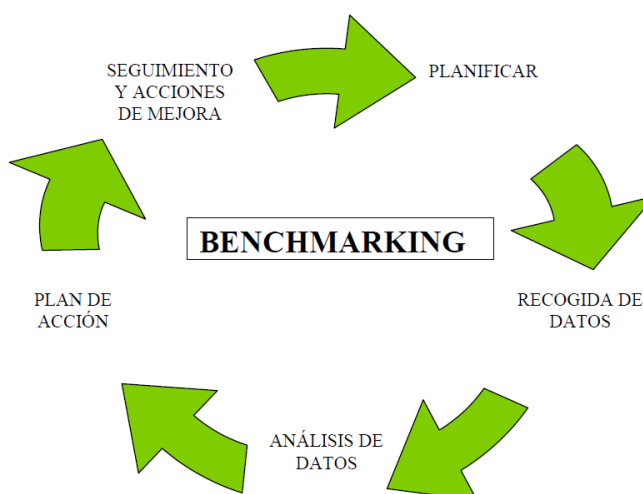 SEGUIMIENTO
Y ACCIONES
DE MEJORA
PLANIFICAR
BENCHMARKING
PLAN DE
ACCIÓN
RECOGIDA DE
DATOS
ANÁLISIS DE
DATOS